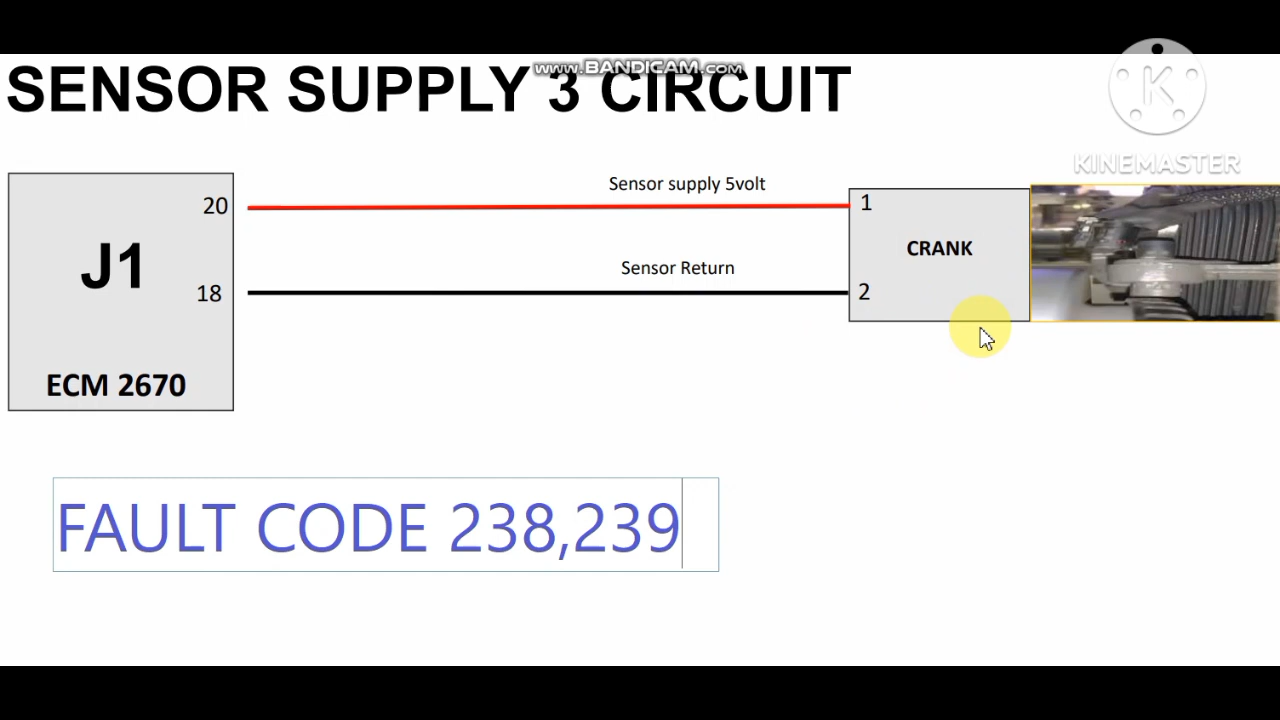 www.BANDICAM.com
SENSOR SUPPLY 3 CIRCUIT
K
KINEMASTER
Sensor supply 5volt
20
1
J1
CRANK
Sensor Return
18
2
ECM 2670
FAULT CODE 238,239